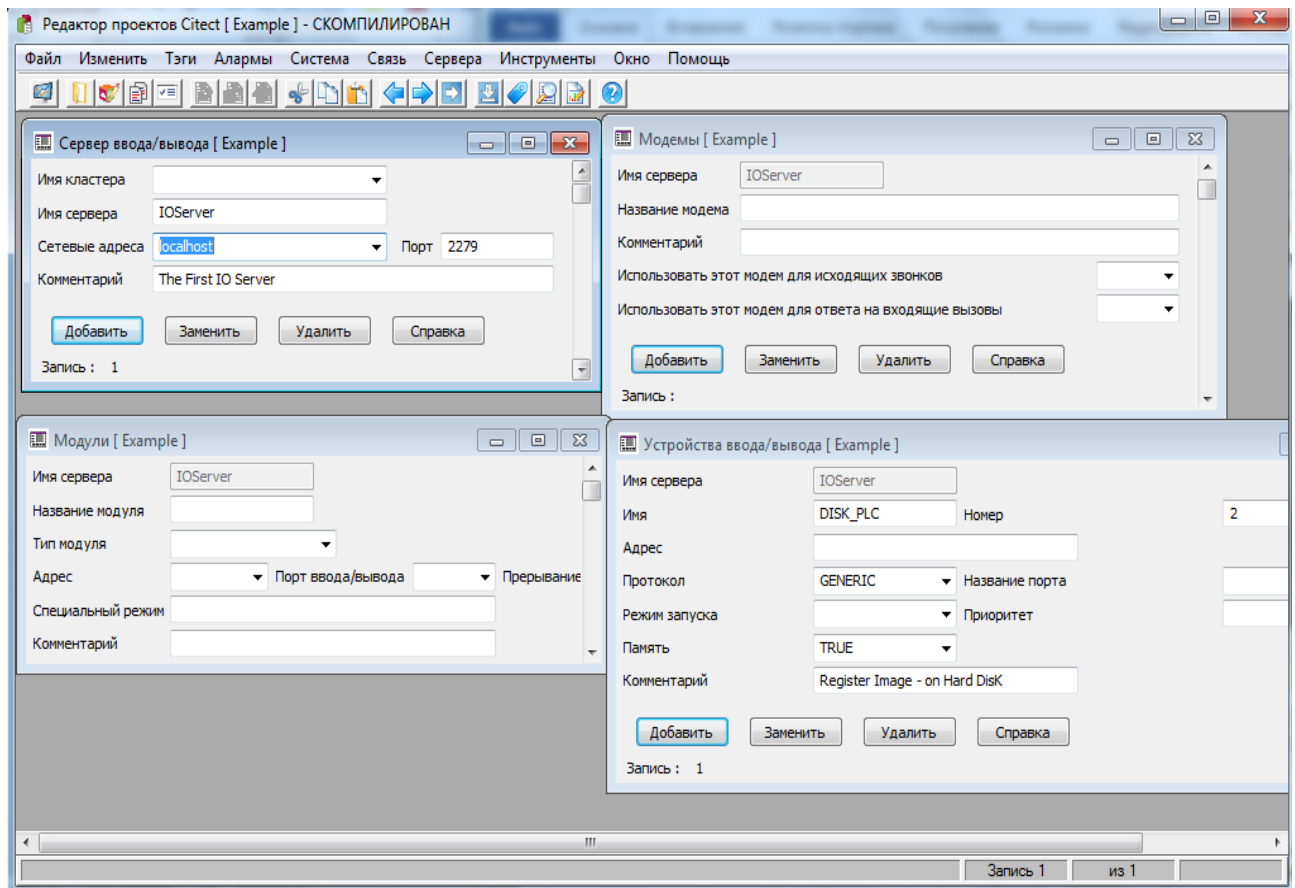 Редактор проектов Citect [ Example ] - СКОМПИЛИРОВАН
Файл Изменить Тэги Алармы Система Связь Сервера Инструменты Окно Помощь
Сервер ввода/вывода [ Example ]
Имя кластера
Имя сервера IOServer
Сетевые адреса localhost Порт 2279
Комментарий The First IO Server
Добавить Заменить Удалить Справка
Запись : 1
Модемы [ Example ]
Имя сервера IOServer
Название модема
Комментарий
Использовать этот модем для исходящих звонков
Использовать этот модем для ответа на входящие вызовы
Добавить Заменить Удалить Справка
Запись :
Модули [ Example ]
Имя сервера IOServer
Название модуля
Тип модуля
Адрес Порт ввода/вывода Прерывание
Специальный режим
Комментарий
Устройства ввода/вывода [ Example ]
Имя сервера IOServer
Имя DISK_PLC Номер 2
Адрес
Протокол GENERIC Название порта
Режим запуска Приоритет
Память TRUE
Комментарий Register Image - on Hard DisK
Добавить Заменить Удалить Справка
Запись : 1
Запись 1 из 1